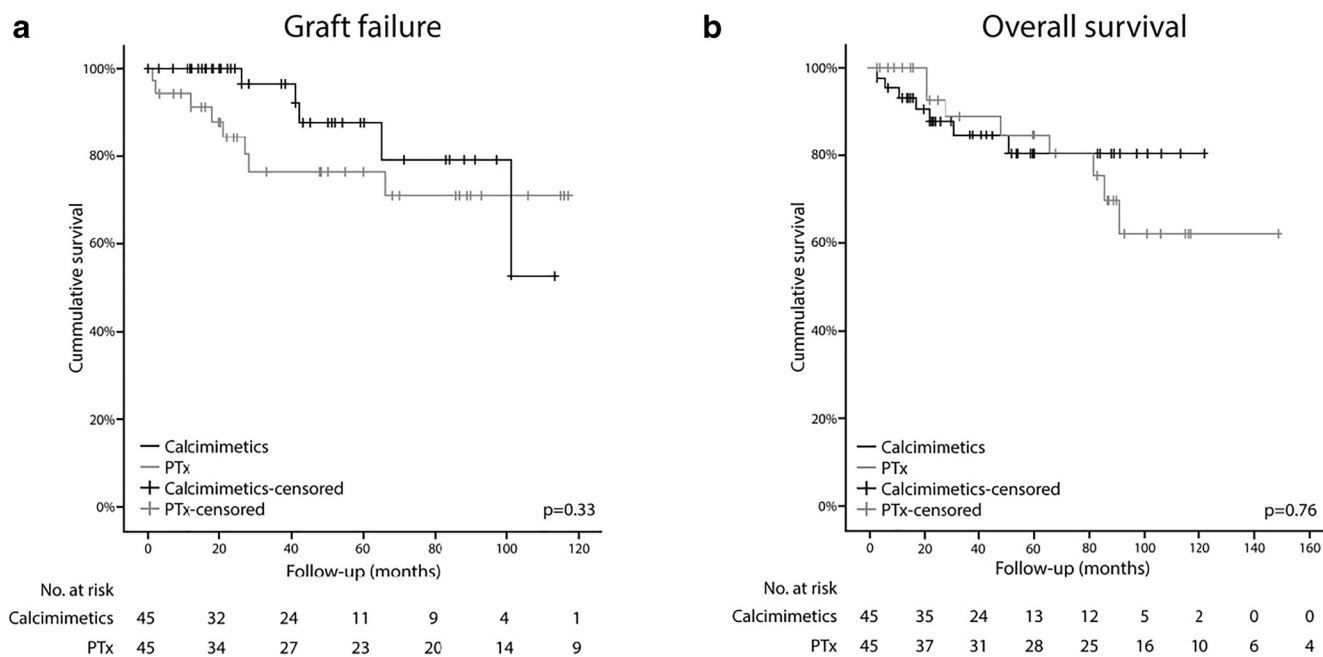 a
Graft failure
Cummulative survival
100%
80%
60%
40%
20%
0%
Calcimimetics
PTx
Calcimimetics-censored
PTx-censored
p=0.33
0 20 40 60 80 100 120
Follow-up (months)
No. at risk
Calcimimetics 45 32 24 11 9 4 1
PTx 45 34 27 23 20 14 9
b
Overall survival
Cummulative survival
100%
80%
60%
40%
20%
0%
Calcimimetics
PTx
Calcimimetics-censored
PTx-censored
p=0.76
0 20 40 60 80 100 120 140 160
Follow-up (months)
No. at risk
Calcimimetics 45 35 24 13 12 5 2 0 0
PTx 45 37 31 28 25 16 10 6 4